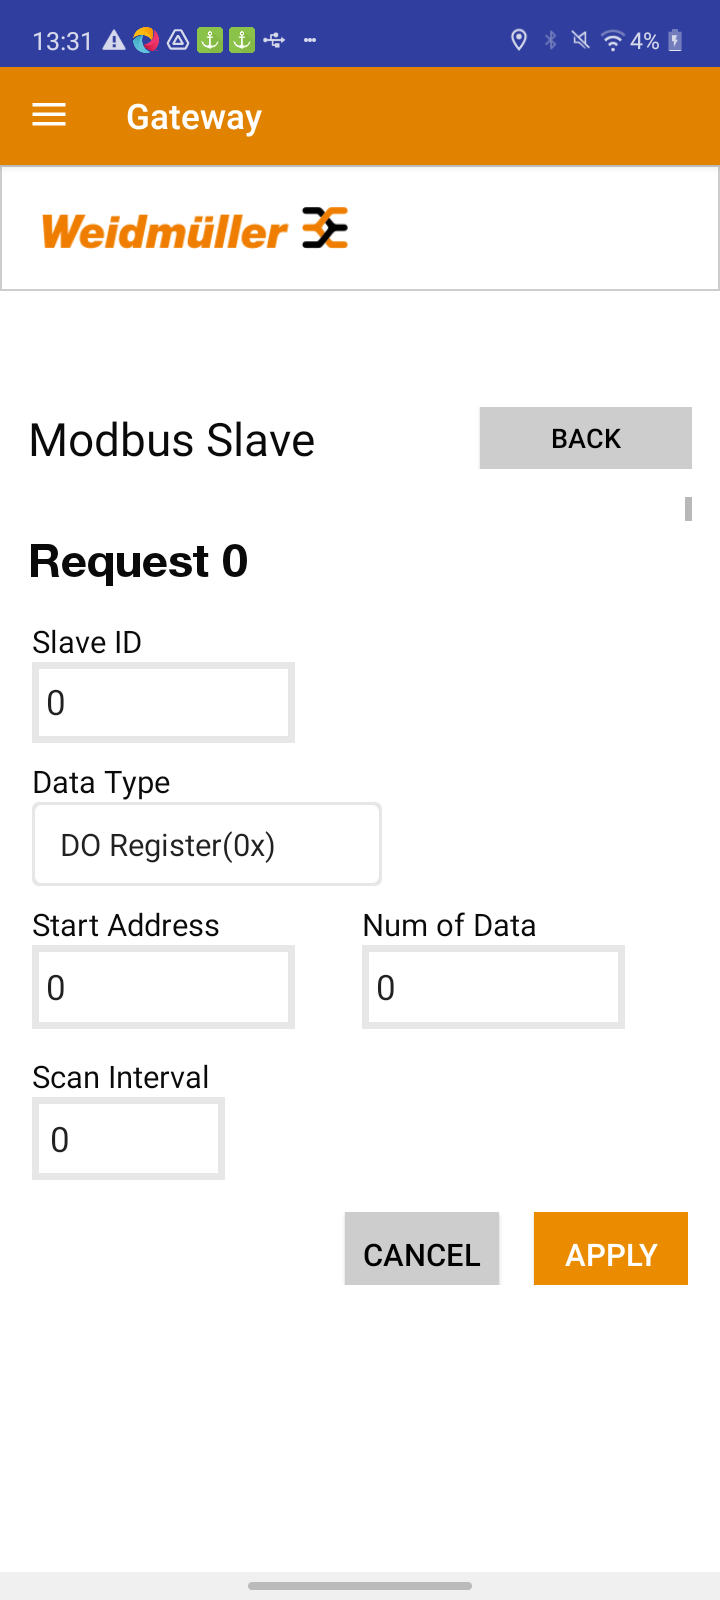 13:31 4%
Gateway
Weidmüller
Modbus Slave BACK
Request 0
Slave ID
0
Data Type
DO Register(0x)
Start Address Num of Data
0 0
Scan Interval
0
CANCEL APPLY